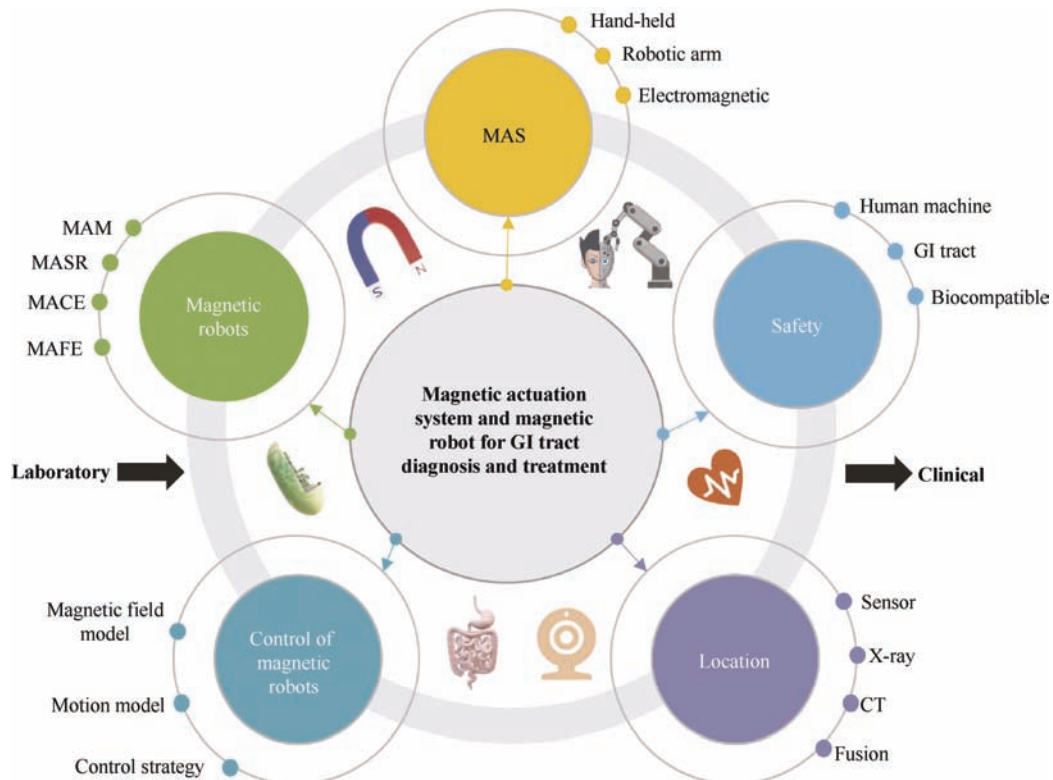 Hand-held
Robotic arm
Electromagnetic
MAS
Human machine
GI tract
Biocompatible
Safety
MAM
MASR
MACE
MAFE
Magnetic
robots
N
S
Magnetic actuation
system and magnetic
robot for GI tract
diagnosis and treatment
Laboratory
Clinical
Magnetic field
model
Motion model
Control strategy
Control of
magnetic
robots
Location
Sensor
X-ray
CT
Fusion